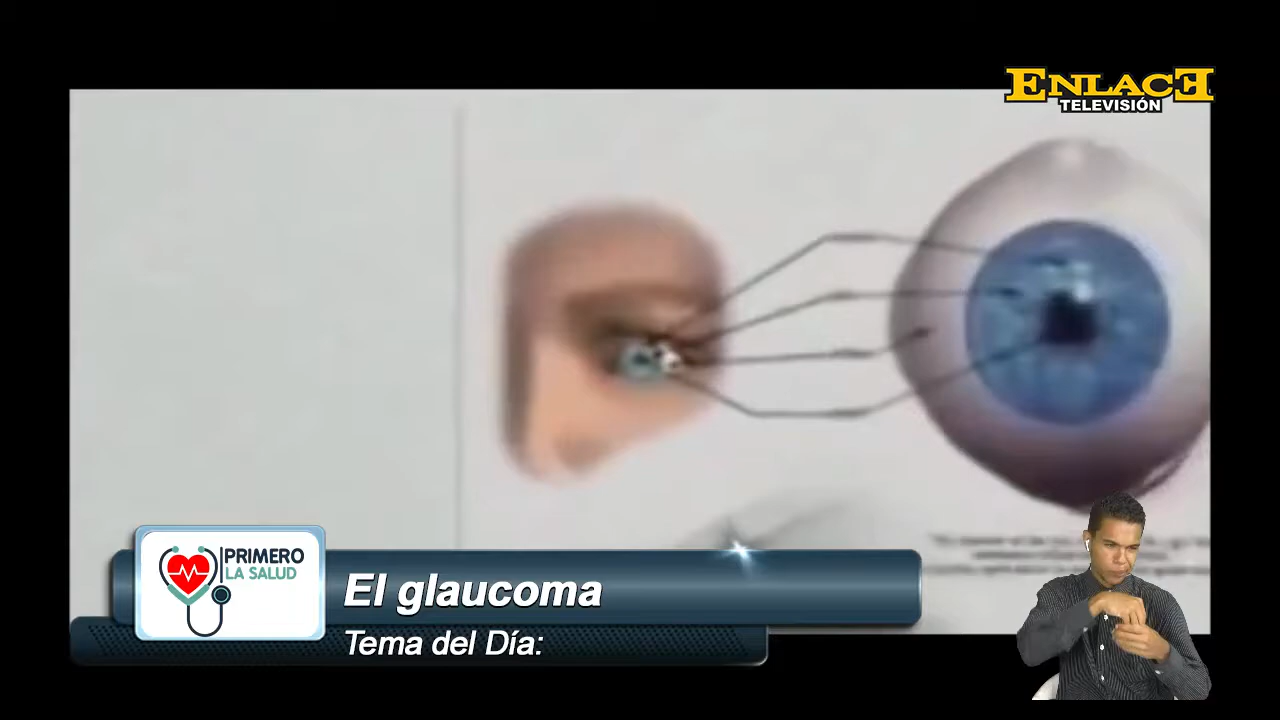 ENLACE
TELEVISIÓN
PRIMERO
LA SALUD
El glaucoma
Tema del Día: